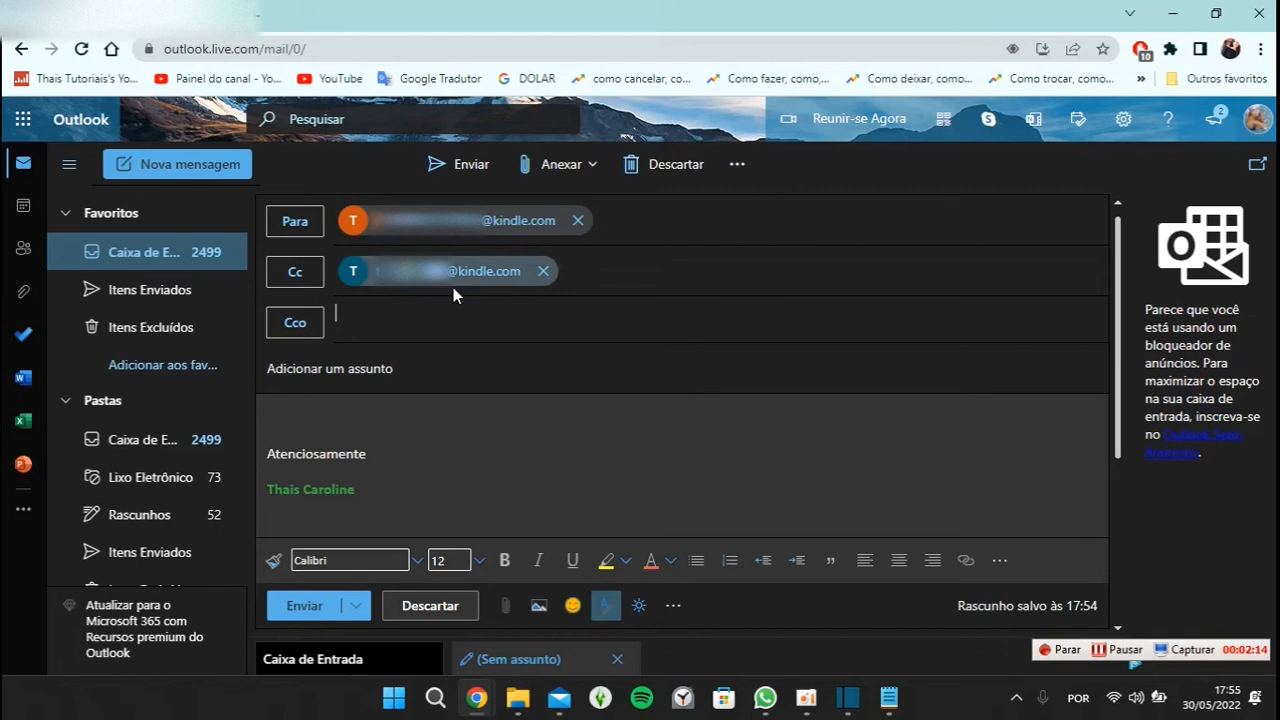 outlook.live.com/mail/0/
10
Thais Tutoriais's Yo...
Painel do canal - Yo...
YouTube
Google Tradutor
DOLAR
como cancelar, co...
Como fazer, como,...
Como deixar, como...
Como trocar, como...
»
Outros favoritos
Outlook
Pesquisar
Reunir-se Agora
2
Nova mensagem
Enviar
Anexar
Descartar
Favoritos
Caixa de E... 2499
Itens Enviados
Itens Excluídos
Adicionar aos fav...
Pastas
Caixa de E... 2499
Lixo Eletrônico 73
Rascunhos 52
Itens Enviados
Atualizar para o
Microsoft 365 com
Recursos premium do
Outlook
Para
T
@kindle.com
Cc
T
@kindle.com
Cco
Adicionar um assunto
Atenciosamente
Thais Caroline
Calibri 12 B I U A
Enviar
Descartar
Rascunho salvo às 17:54
Caixa de Entrada
(Sem assunto)
Parece que você
está usando um
bloqueador de
anúncios. Para
maximizar o espaço
na sua caixa de
entrada, inscreva-se
no Outlook Sem
Anúncios.
Parar Pausar Capturar 00:02:14
POR
17:55
30/05/2022